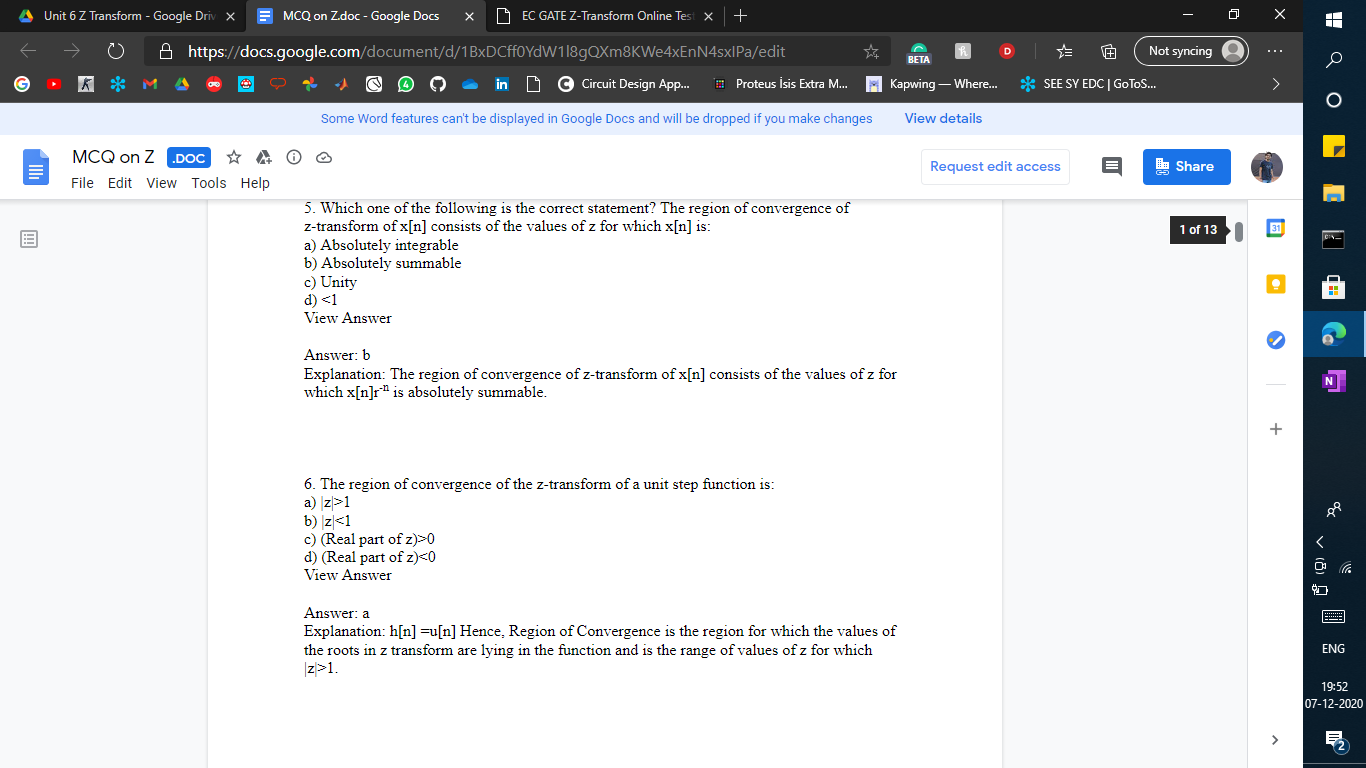 Unit 6 Z Transform - Google Driv
MCQ on Z.doc - Google Docs
EC GATE Z-Transform Online Test
https://docs.google.com/document/d/1BxDCff0YdW1l8gQXm8KWe4xEnN4sxIPa/edit
BETA
D
Not syncing
in
Circuit Design App...
Proteus İsis Extra M...
Kapwing — Where...
SEE SY EDC | GoToS...
Some Word features can't be displayed in Google Docs and will be dropped if you make changes
View details
MCQ on Z
.DOC
File Edit View Tools Help
Request edit access
Share
1 of 13
31
5. Which one of the following is the correct statement? The region of convergence of
z-transform of x[n] consists of the values of z for which x[n] is:
a) Absolutely integrable
b) Absolutely summable
c) Unity
d) <1
View Answer
Answer: b
Explanation: The region of convergence of z-transform of x[n] consists of the values of z for
which x[n]r⁻ⁿ is absolutely summable.
6. The region of convergence of the z-transform of a unit step function is:
a) |z|>1
b) |z|<1
c) (Real part of z)>0
d) (Real part of z)<0
View Answer
Answer: a
Explanation: h[n] =u[n] Hence, Region of Convergence is the region for which the values of
the roots in z transform are lying in the function and is the range of values of z for which
|z|>1.
N
ENG
19:52
07-12-2020
2